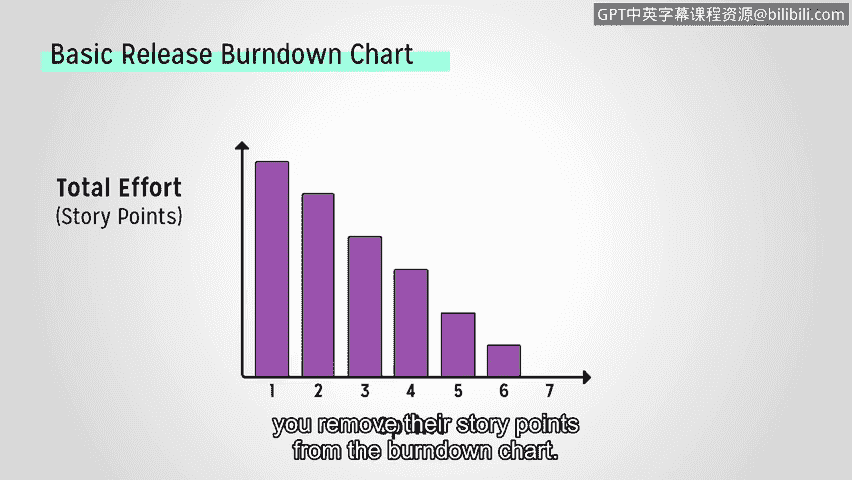 GPT中英字幕课程资源@bilibili.com
Basic Release Burndown Chart
Total Effort
(Story Points)
1 2 3 4 5 6 7
you remove their story points
from the burndown chart.